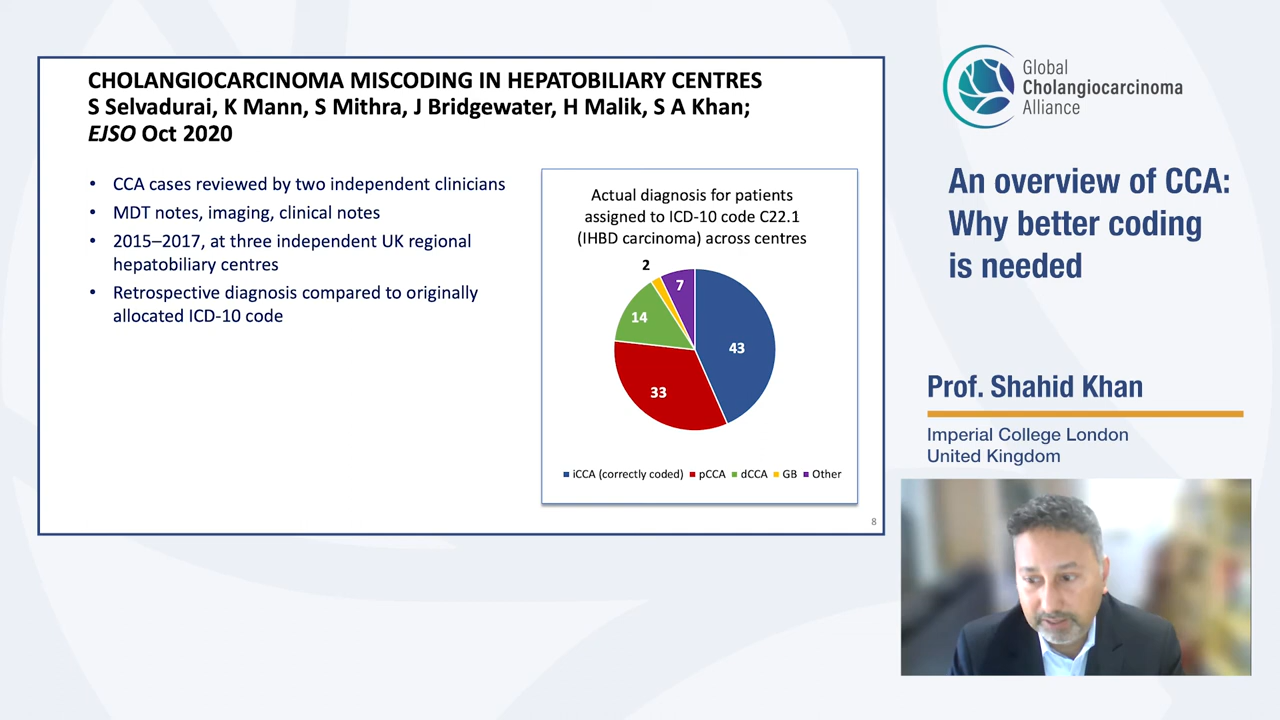 CHOLANGIOCARCINOMA MISCODING IN HEPATOBILIARY CENTRES
S Selvadurai, K Mann, S Mithra, J Bridgewater, H Malik, S A Khan;
EJSO Oct 2020
• CCA cases reviewed by two independent clinicians
• MDT notes, imaging, clinical notes
• 2015–2017, at three independent UK regional
hepatobiliary centres
• Retrospective diagnosis compared to originally
allocated ICD-10 code
Actual diagnosis for patients
assigned to ICD-10 code C22.1
(IHBD carcinoma) across centres
2
7
14
43
33
iCCA (correctly coded) pCCA dCCA GB Other
8
Global
Cholangiocarcinoma
Alliance
An overview of CCA:
Why better coding
is needed
Prof. Shahid Khan
Imperial College London
United Kingdom